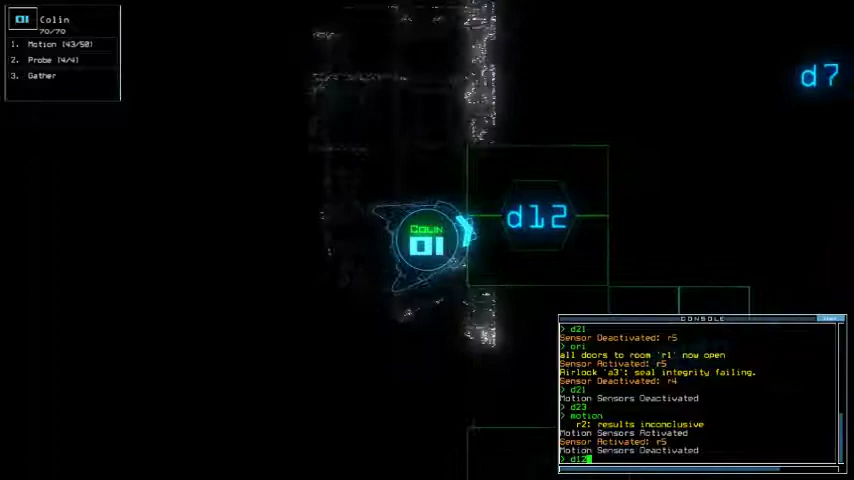 01 Colin
70/70
1. Motion (43/50)
2. Probe (4/4)
3. Gather
d7
d12
COLIN
01
CONSOLE
> d21
Sensor Deactivated: r5
> ori
all doors to room 'r1' now open
Sensor Activated: r5
Airlock 'a3': seal integrity failing.
Sensor Deactivated: r4
> d21
Motion Sensors Deactivated
> d23
> motion
r2: results inconclusive
Motion Sensors Activated
Sensor Activated: r5
Motion Sensors Deactivated
> d12